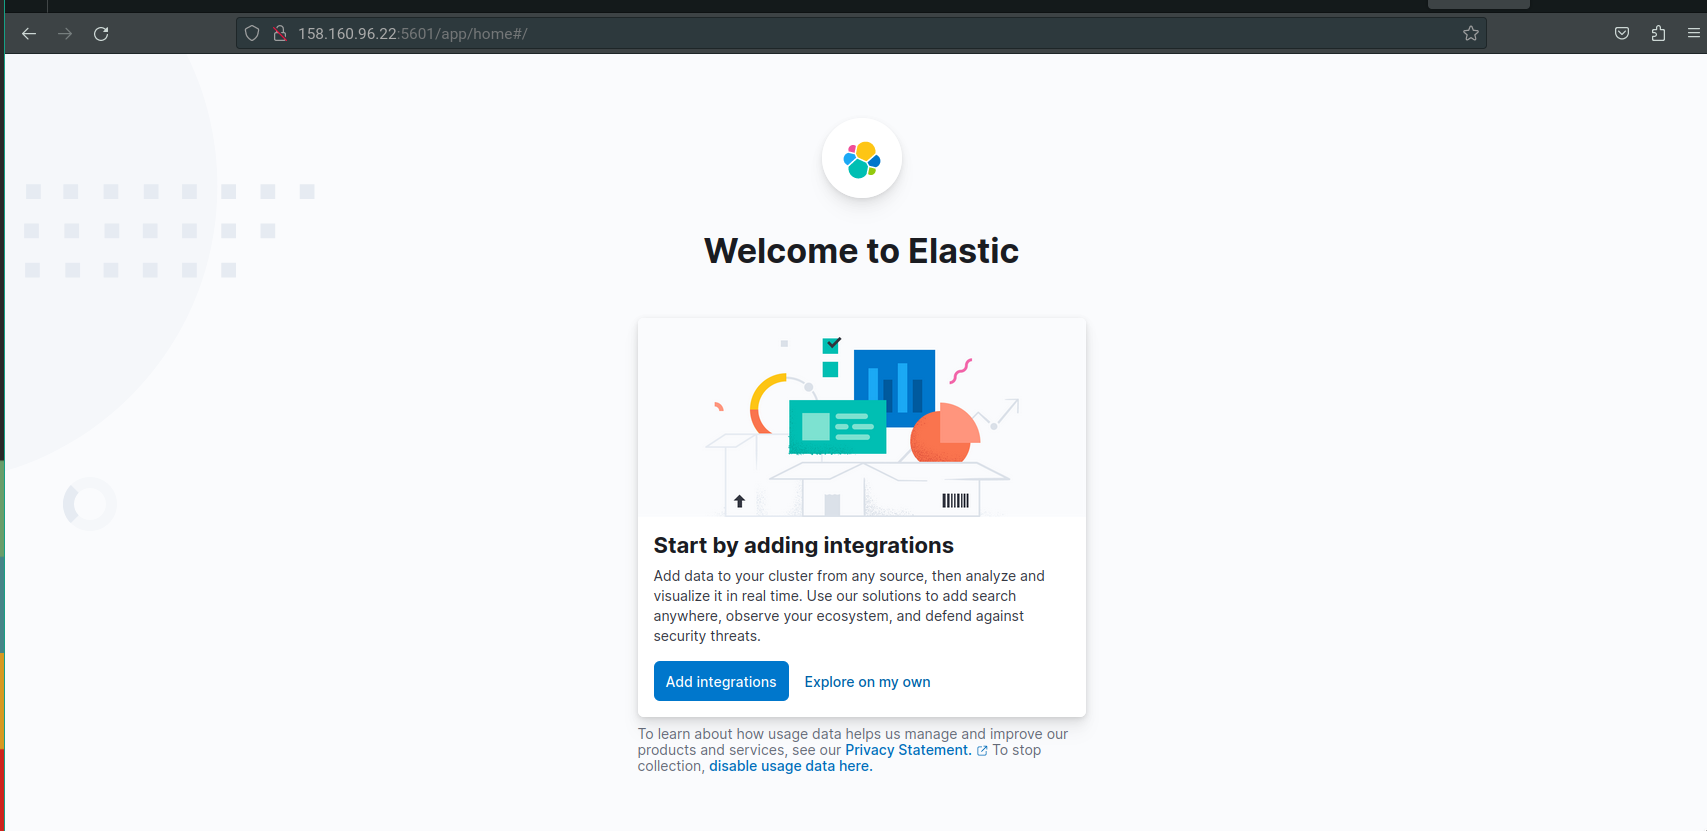 158.160.96.22:5601/app/home#/
Welcome to Elastic
Start by adding integrations
Add data to your cluster from any source, then analyze and
visualize it in real time. Use our solutions to add search
anywhere, observe your ecosystem, and defend against
security threats.
Add integrations Explore on my own
To learn about how usage data helps us manage and improve our
products and services, see our Privacy Statement. To stop
collection, disable usage data here.